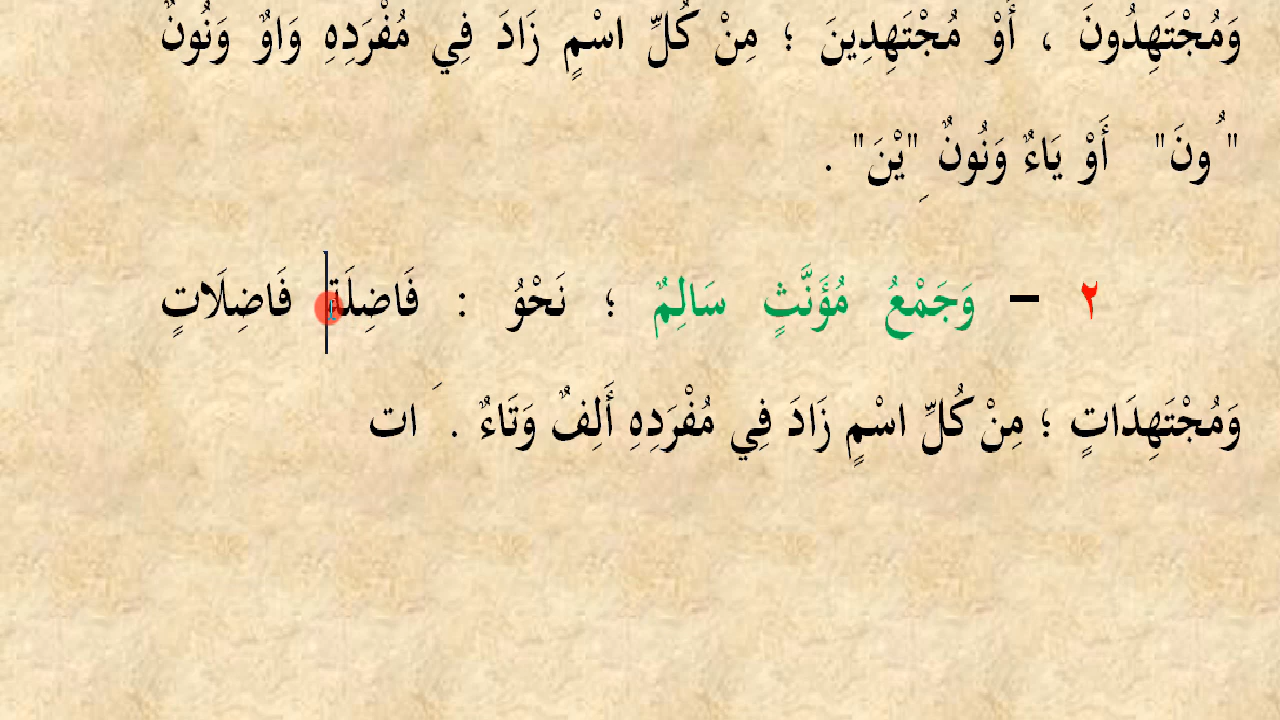 وَمُجْتَهِدُونَ ، أَوْ مُجْتَهِدِينَ ؛ مِنْ كُلِّ اسْمٍ زَادَ فِي مُفْرَدِهِ وَاوٌ وَنُونٌ
" ُونَ" أَوْ يَاءٌ وَنُونٌ ِ"يْنَ" .
٢ – وَجَمْعُ مُؤَنَّثٍ سَالِمٌ ؛ نَحْوُ : فَاضِلَة فَاضِلَاتٍ
وَمُجْتَهِدَاتٍ ؛ مِنْ كُلِّ اسْمٍ زَادَ فِي مُفْرَدِهِ أَلِفٌ وَتَاءٌ . َ ات